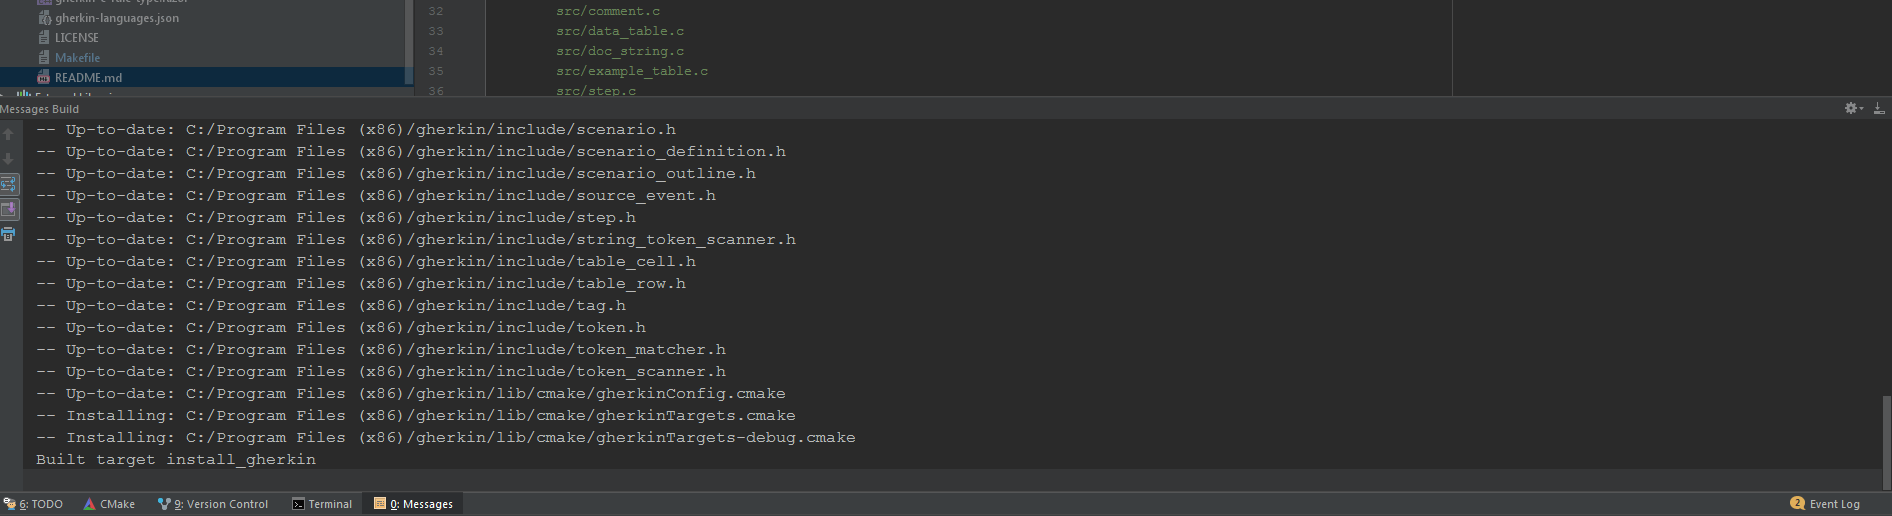 gherkin-languages.json
LICENSE
Makefile
README.md
32 src/comment.c
33 src/data_table.c
34 src/doc_string.c
35 src/example_table.c
36 src/step.c
Messages Build
-- Up-to-date: C:/Program Files (x86)/gherkin/include/scenario.h
-- Up-to-date: C:/Program Files (x86)/gherkin/include/scenario_definition.h
-- Up-to-date: C:/Program Files (x86)/gherkin/include/scenario_outline.h
-- Up-to-date: C:/Program Files (x86)/gherkin/include/source_event.h
-- Up-to-date: C:/Program Files (x86)/gherkin/include/step.h
-- Up-to-date: C:/Program Files (x86)/gherkin/include/string_token_scanner.h
-- Up-to-date: C:/Program Files (x86)/gherkin/include/table_cell.h
-- Up-to-date: C:/Program Files (x86)/gherkin/include/table_row.h
-- Up-to-date: C:/Program Files (x86)/gherkin/include/tag.h
-- Up-to-date: C:/Program Files (x86)/gherkin/include/token.h
-- Up-to-date: C:/Program Files (x86)/gherkin/include/token_matcher.h
-- Up-to-date: C:/Program Files (x86)/gherkin/include/token_scanner.h
-- Up-to-date: C:/Program Files (x86)/gherkin/lib/cmake/gherkinConfig.cmake
-- Installing: C:/Program Files (x86)/gherkin/lib/cmake/gherkinTargets.cmake
-- Installing: C:/Program Files (x86)/gherkin/lib/cmake/gherkinTargets-debug.cmake
Built target install_gherkin
6: TODO CMake 9: Version Control Terminal 0: Messages 2 Event Log